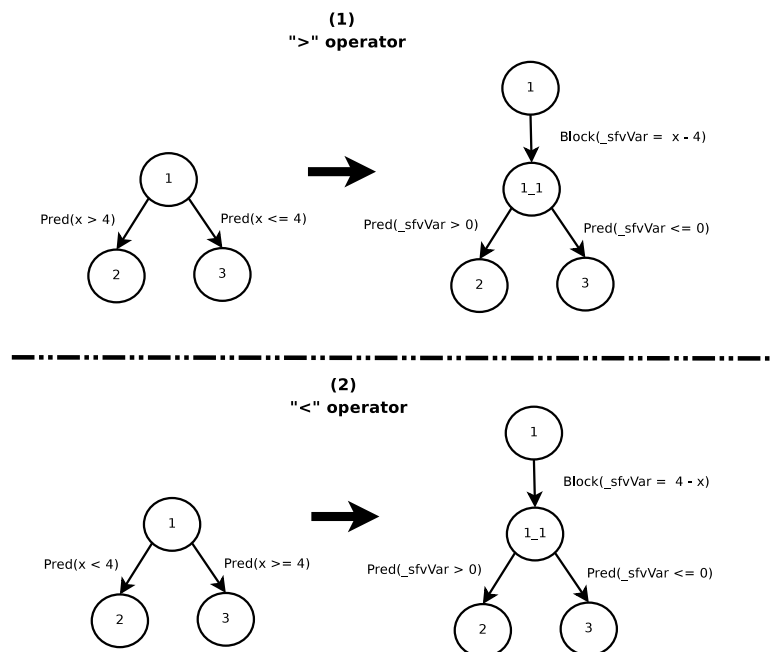 (1)
">" operator
1
Block(_sfvVar =  x - 4)
1
1_1
Pred(x > 4)
Pred(x <= 4)
Pred(_sfvVar > 0)
Pred(_sfvVar <= 0)
2
3
2
3
(2)
"<" operator
1
Block(_sfvVar =  4 - x)
1
1_1
Pred(x < 4)
Pred(x >= 4)
Pred(_sfvVar > 0)
Pred(_sfvVar <= 0)
2
3
2
3